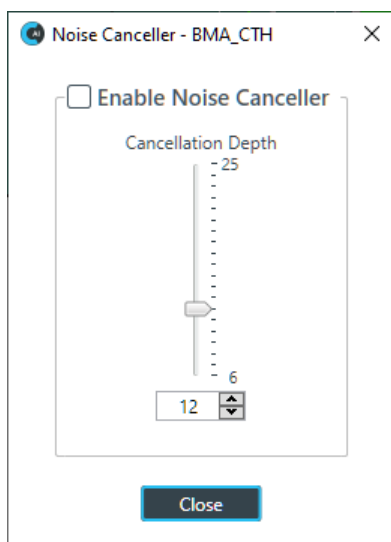 Noise Canceller - BMA_CTH
Enable Noise Canceller
Cancellation Depth
25
6
12
Close